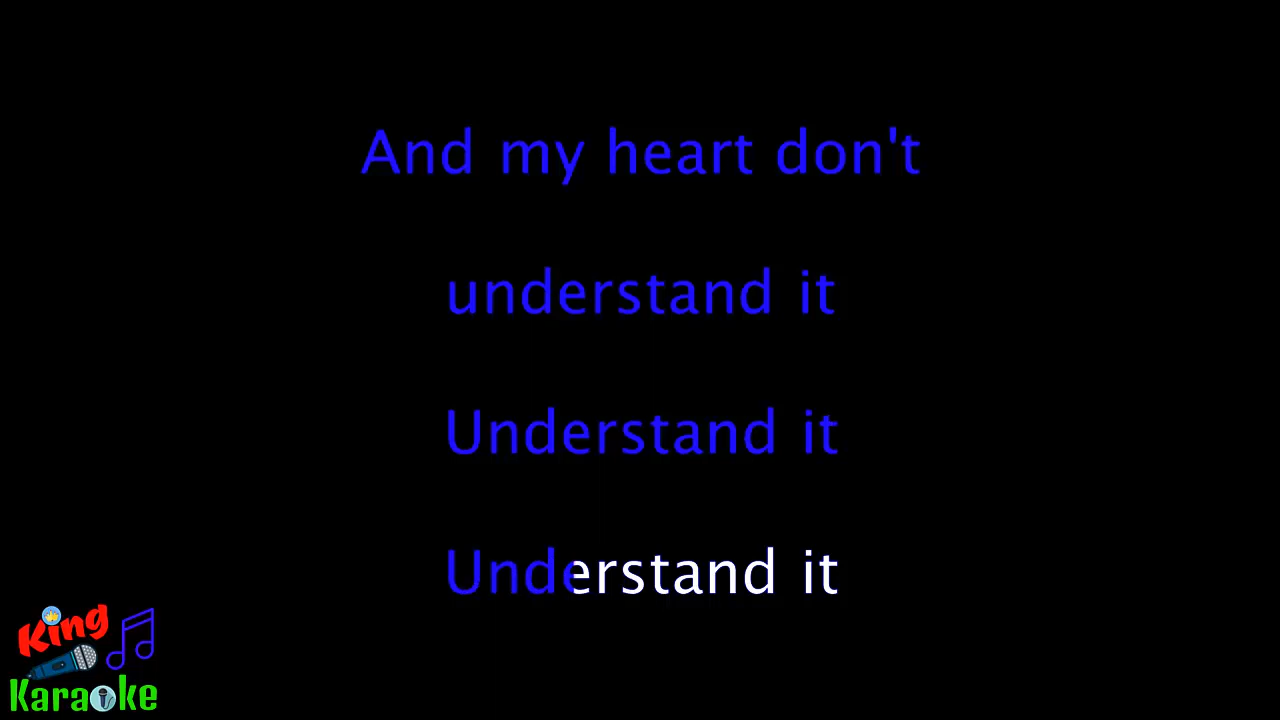 And my heart don't
understand it
Understand it
Understand it
King
Karaoke